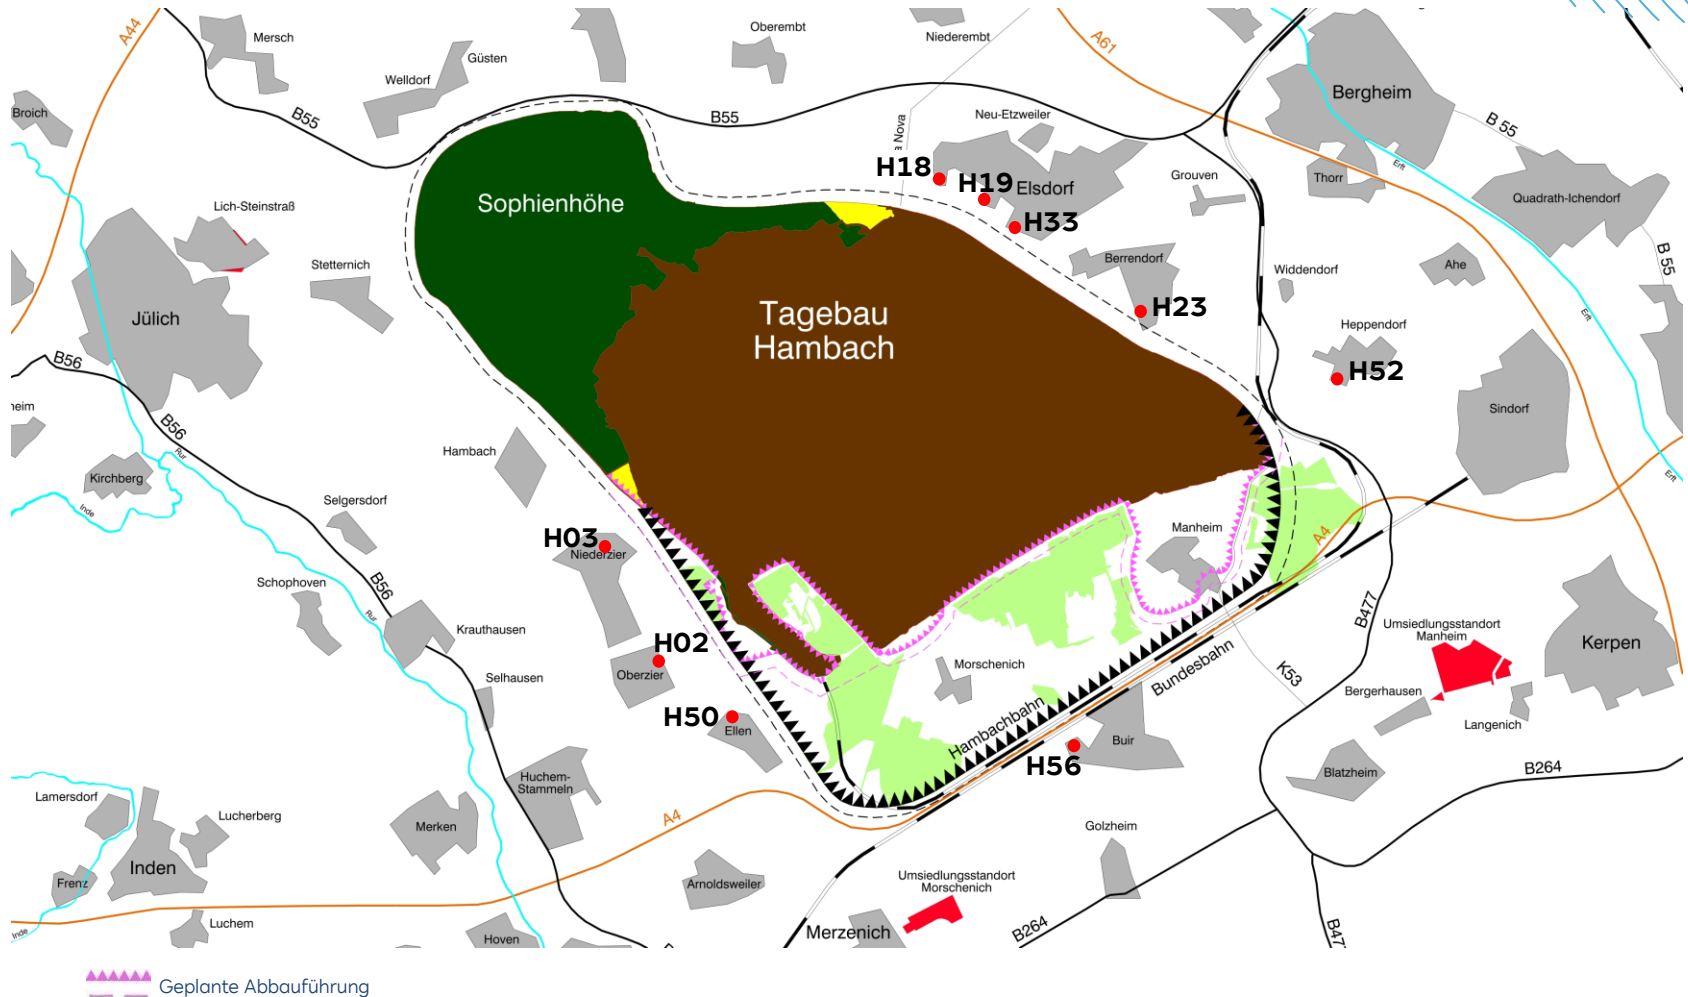 A44
Mersch
Güsten
Welldorf
Oberembt
Niederembt
A61
Bergheim
B 55
Broich
B55
B55
Neu-Etzweiler
a Nova
H18
H19
Elsdorf
H33
Grouven
Thorr
Erft
Quadrath-Ichendorf
B 55
Sophienhöhe
Lich-Steinstraß
Stetternich
Berrendorf
Widdendorf
Ahe
Jülich
Tagebau
Hambach
H23
Erft
Heppendorf
H52
B56
heim
B56
Sindorf
Rur
Hambach
Kirchberg
Erft
Inde
Selgersdorf
Manheim
A4
H03
Niederzier
Schophoven
B56
Rur
Krauthausen
B477
Umsiedlungsstandort
Manheim
Kerpen
H02
Oberzier
Selhausen
Morschenich
Bundesbahn
K53
Bergerhausen
Langenich
H50
Ellen
Hambachbahn
Buir
H56
Blatzheim
B264
Huchem-
Stammeln
Lamersdorf
Lucherberg
Merken
A4
Golzheim
Inden
Frenz
Arnoldsweiler
Umsiedlungsstandort
Morschenich
Luchem
Inde
Hoven
Merzenich
B264
B47
Geplante Abbauführung